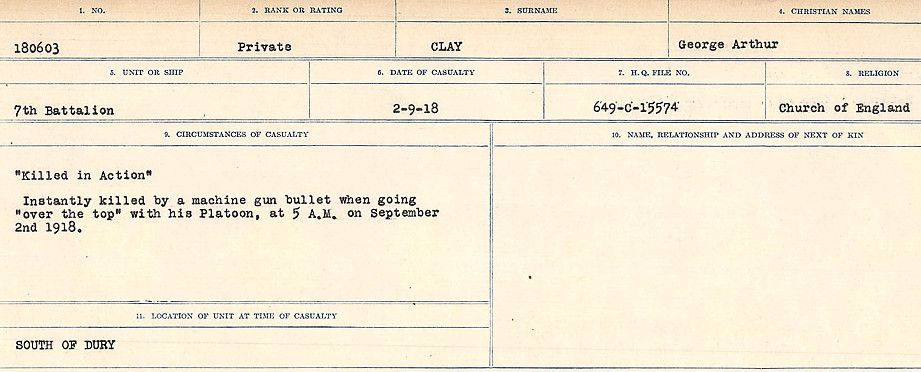 1. NO. 2. RANK OR RATING 3. SURNAME 4. CHRISTIAN NAMES
180603 Private CLAY George Arthur
5. UNIT OR SHIP 6. DATE OF CASUALTY 7. H. Q. FILE NO. 8. RELIGION
7th Battalion 2-9-18 649-C-15574 Church of England
9. CIRCUMSTANCES OF CASUALTY 10. NAME, RELATIONSHIP AND ADDRESS OF NEXT OF KIN
"Killed in Action"
Instantly killed by a machine gun bullet when going
"over the top" with his Platoon, at 5 A.M. on September
2nd 1918.
11. LOCATION OF UNIT AT TIME OF CASUALTY
SOUTH OF DURY